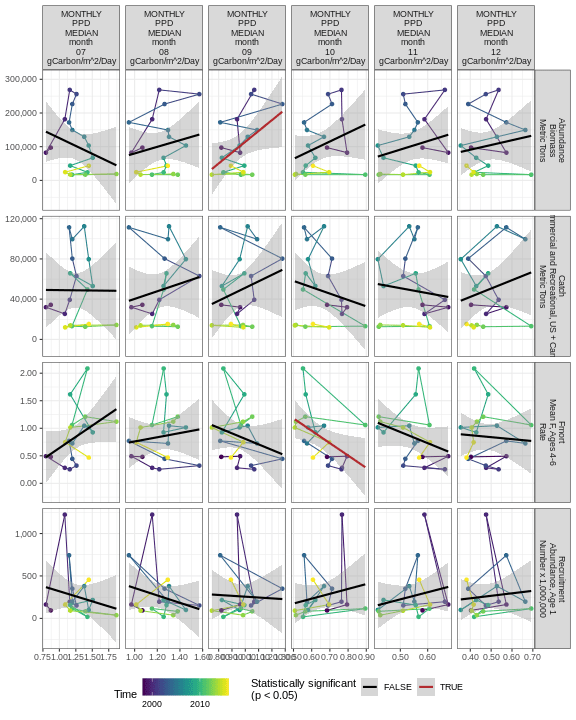 MONTHLY
PPD
MEDIAN
month
07
gCarbon/m^2/Day
MONTHLY
PPD
MEDIAN
month
08
gCarbon/m^2/Day
MONTHLY
PPD
MEDIAN
month
09
gCarbon/m^2/Day
MONTHLY
PPD
MEDIAN
month
10
gCarbon/m^2/Day
MONTHLY
PPD
MEDIAN
month
11
gCarbon/m^2/Day
MONTHLY
PPD
MEDIAN
month
12
gCarbon/m^2/Day
300,000
200,000
100,000
0
Abundance
Biomass
Metric Tons
120,000
80,000
40,000
0
Catch
mmercial and Recreational, US + Can
Metric Tons
2.00
1.50
1.00
0.50
0.00
Fmort
Mean F, Ages 4-6
Rate
1,000
500
0
Recruitment
Abundance, Age 1
Number x 1,000,000
0.75 1.00 1.25 1.50 1.75
1.00 1.20 1.40 1.60
0.60 0.70 0.80 0.90
0.50 0.60
0.40 0.50 0.60 0.70
Time
2000 2010
Statistically significant
(p < 0.05)
FALSE
TRUE